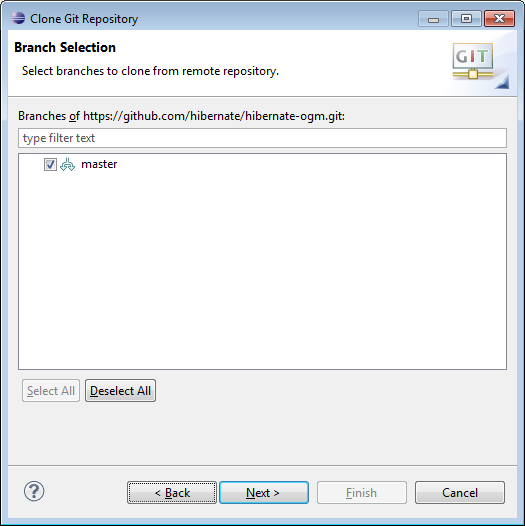 Clone Git Repository
Branch Selection
Select branches to clone from remote repository.
GIT
Branches of https://github.com/hibernate/hibernate-ogm.git:
type filter text
master
Select All Deselect All
? < Back Next > Finish Cancel